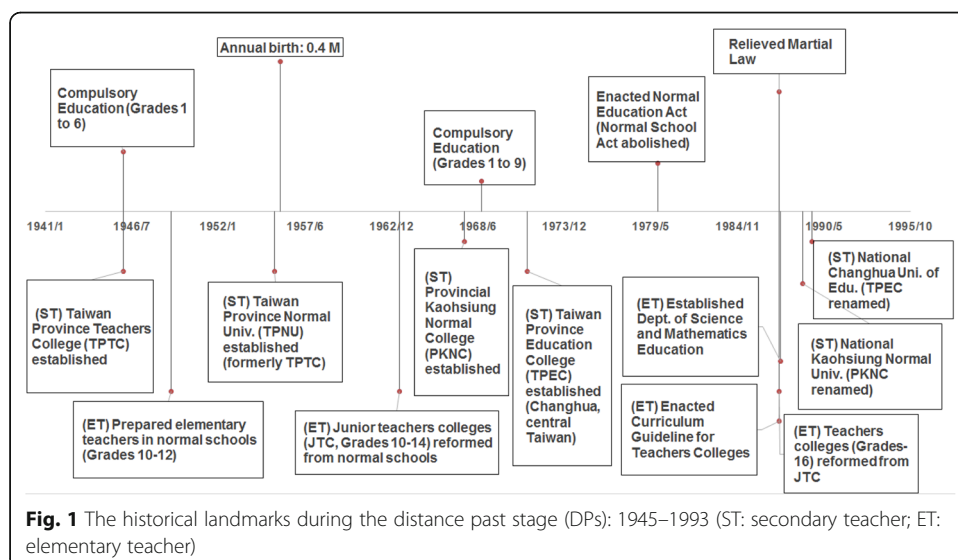 Annual birth: 0.4 M
Relieved Martial
Law
Compulsory
Education (Grades 1
to 6)
Compulsory
Education
(Grades 1 to 9)
Enacted Normal
Education Act
(Normal School
Act abolished)
1941/1 1946/7 1952/1 1957/6 1962/12 1968/6 1973/12 1979/5 1984/11 1990/5 1995/10
(ST) Taiwan
Province Teachers
College (TPTC)
established
(ST) Taiwan
Province Normal
Univ. (TPNU)
established
(formerly TPTC)
(ST)
Provincial
Kaohsiung
Normal
College
(PKNC)
established
(ST) Taiwan
Province
Education
College
(TPEC)
established
(Changhua,
central
Taiwan)
(ET) Established
Dept. of Science
and Mathematics
Education
(ST) National
Changhua Uni. of
Edu. (TPEC
renamed)
(ST) National
Kaohsiung Normal
Univ. (PKNC
renamed)
(ET) Prepared elementary
teachers in normal schools
(Grades 10-12)
(ET) Junior teachers colleges
(JTC, Grades 10-14) reformed
from normal schools
(ET) Enacted
Curriculum
Guideline for
Teachers Colleges
(ET) Teachers
colleges (Grades-
16) reformed from
JTC
Fig. 1 The historical landmarks during the distance past stage (DPs): 1945–1993 (ST: secondary teacher; ET:
elementary teacher)